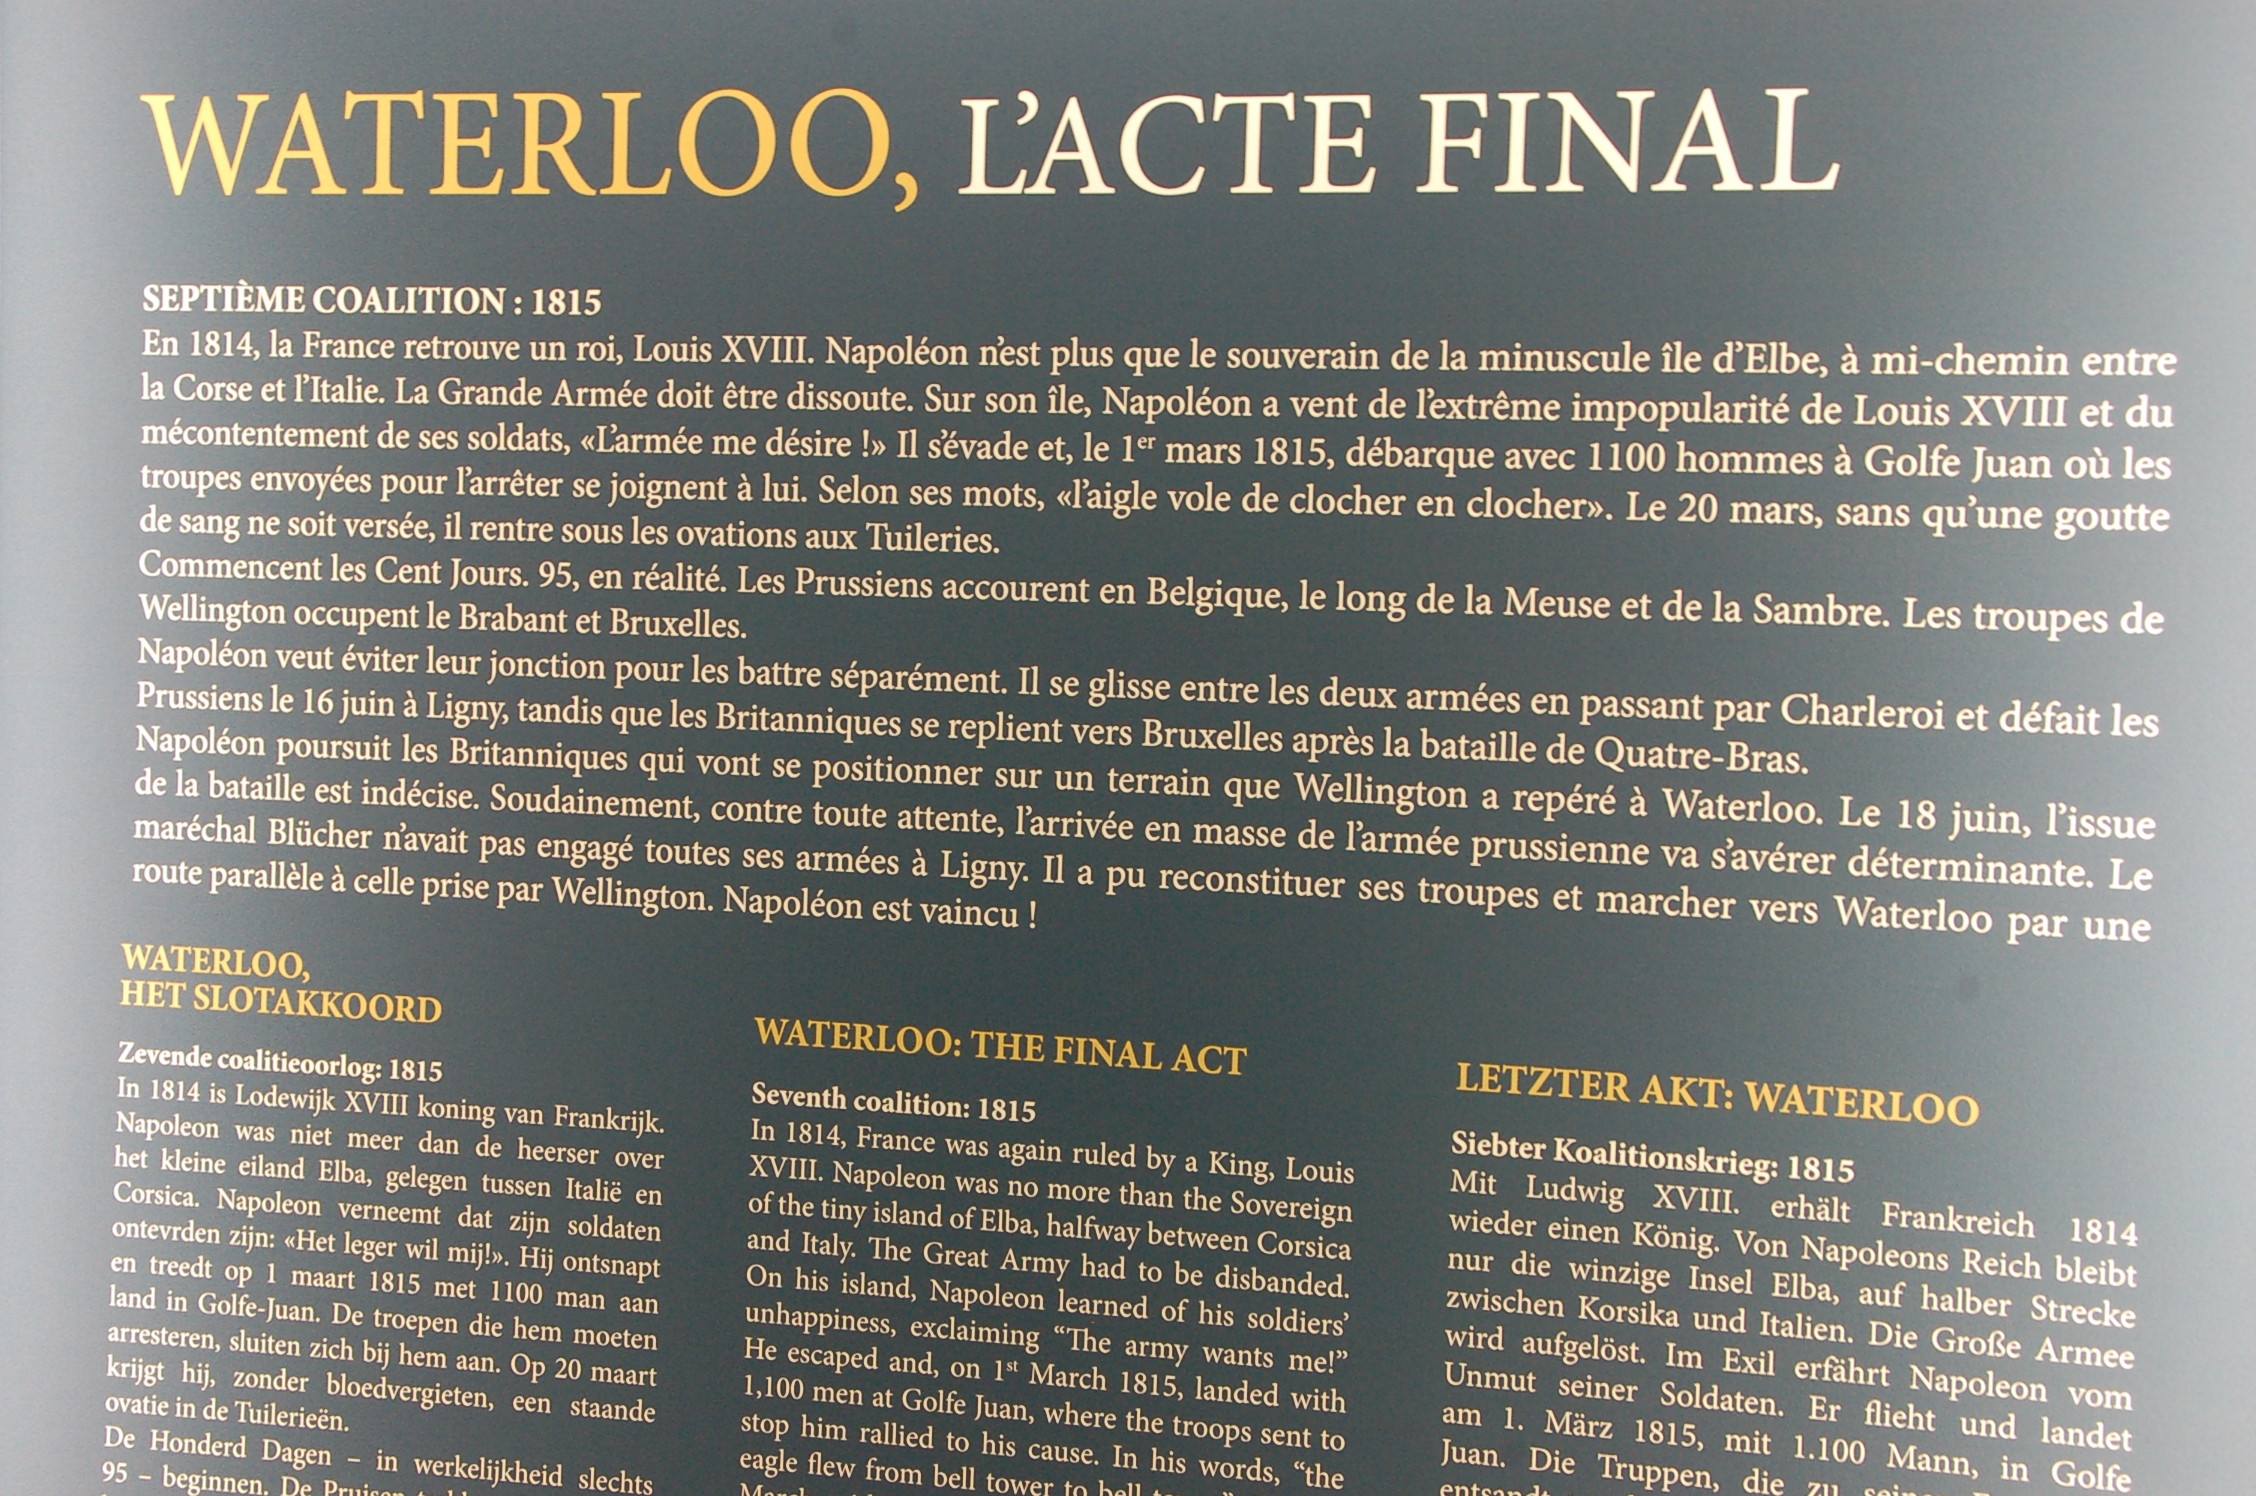 WATERLOO, L’ACTE FINAL
SEPTIÈME COALITION : 1815
En 1814, la France retrouve un roi, Louis XVIII. Napoléon n’est plus que le souverain de la minuscule île d’Elbe, à mi-chemin entre
la Corse et l’Italie. La Grande Armée doit être dissoute. Sur son île, Napoléon a vent de l’extrême impopularité de Louis XVIII et du
mécontentement de ses soldats, «L’armée me désire !» Il s’évade et, le 1er mars 1815, débarque avec 1100 hommes à Golfe Juan où les
troupes envoyées pour l’arrêter se joignent à lui. Selon ses mots, «l’aigle vole de clocher en clocher». Le 20 mars, sans qu’une goutte
de sang ne soit versée, il rentre sous les ovations aux Tuileries.
Commencent les Cent Jours. 95, en réalité. Les Prussiens accourent en Belgique, le long de la Meuse et de la Sambre. Les troupes de
Wellington occupent le Brabant et Bruxelles.
Napoléon veut éviter leur jonction pour les battre séparément. Il se glisse entre les deux armées en passant par Charleroi et défait les
Prussiens le 16 juin à Ligny, tandis que les Britanniques se replient vers Bruxelles après la bataille de Quatre-Bras.
Napoléon poursuit les Britanniques qui vont se positionner sur un terrain que Wellington a repéré à Waterloo. Le 18 juin, l’issue
de la bataille est indécise. Soudainement, contre toute attente, l’arrivée en masse de l’armée prussienne va s’avérer déterminante. Le
maréchal Blücher n’avait pas engagé toutes ses armées à Ligny. Il a pu reconstituer ses troupes et marcher vers Waterloo par une
route parallèle à celle prise par Wellington. Napoléon est vaincu !
WATERLOO,
HET SLOTAKKOORD
Zevende coalitieoorlog: 1815
In 1814 is Lodewijk XVIII koning van Frankrijk.
Napoleon was niet meer dan de heerser over
het kleine eiland Elba, gelegen tussen Italië en
Corsica. Napoleon verneemt dat zijn soldaten
ontevrden zijn: «Het leger wil mij!». Hij ontsnapt
en treedt op 1 maart 1815 met 1100 man aan
land in Golfe-Juan. De troepen die hem moeten
arresteren, sluiten zich bij hem aan. Op 20 maart
krijgt hij, zonder bloedvergieten, een staande
ovatie in de Tuilerieën.
De Honderd Dagen – in werkelijkheid slechts
95 – beginnen. De
WATERLOO: THE FINAL ACT
Seventh coalition: 1815
In 1814, France was again ruled by a King, Louis
XVIII. Napoleon was no more than the Sovereign
of the tiny island of Elba, halfway between Corsica
and Italy. The Great Army had to be disbanded.
On his island, Napoleon learned of his soldiers’
unhappiness, exclaiming “The army wants me!”
He escaped and, on 1st March 1815, landed with
1,100 men at Golfe Juan, where the troops sent to
stop him rallied to his cause. In his words, “the
eagle flew from bell tower to bell
LETZTER AKT: WATERLOO
Siebter Koalitionskrieg: 1815
Mit Ludwig XVIII. erhält Frankreich 1814
wieder einen König. Von Napoleons Reich bleibt
nur die winzige Insel Elba, auf halber Strecke
zwischen Korsika und Italien. Die Große Armee
wird aufgelöst. Im Exil erfährt Napoleon vom
Unmut seiner Soldaten. Er flieht und landet
am 1. März 1815, mit 1.100 Mann, in Golfe
Juan. Die Truppen, die zu